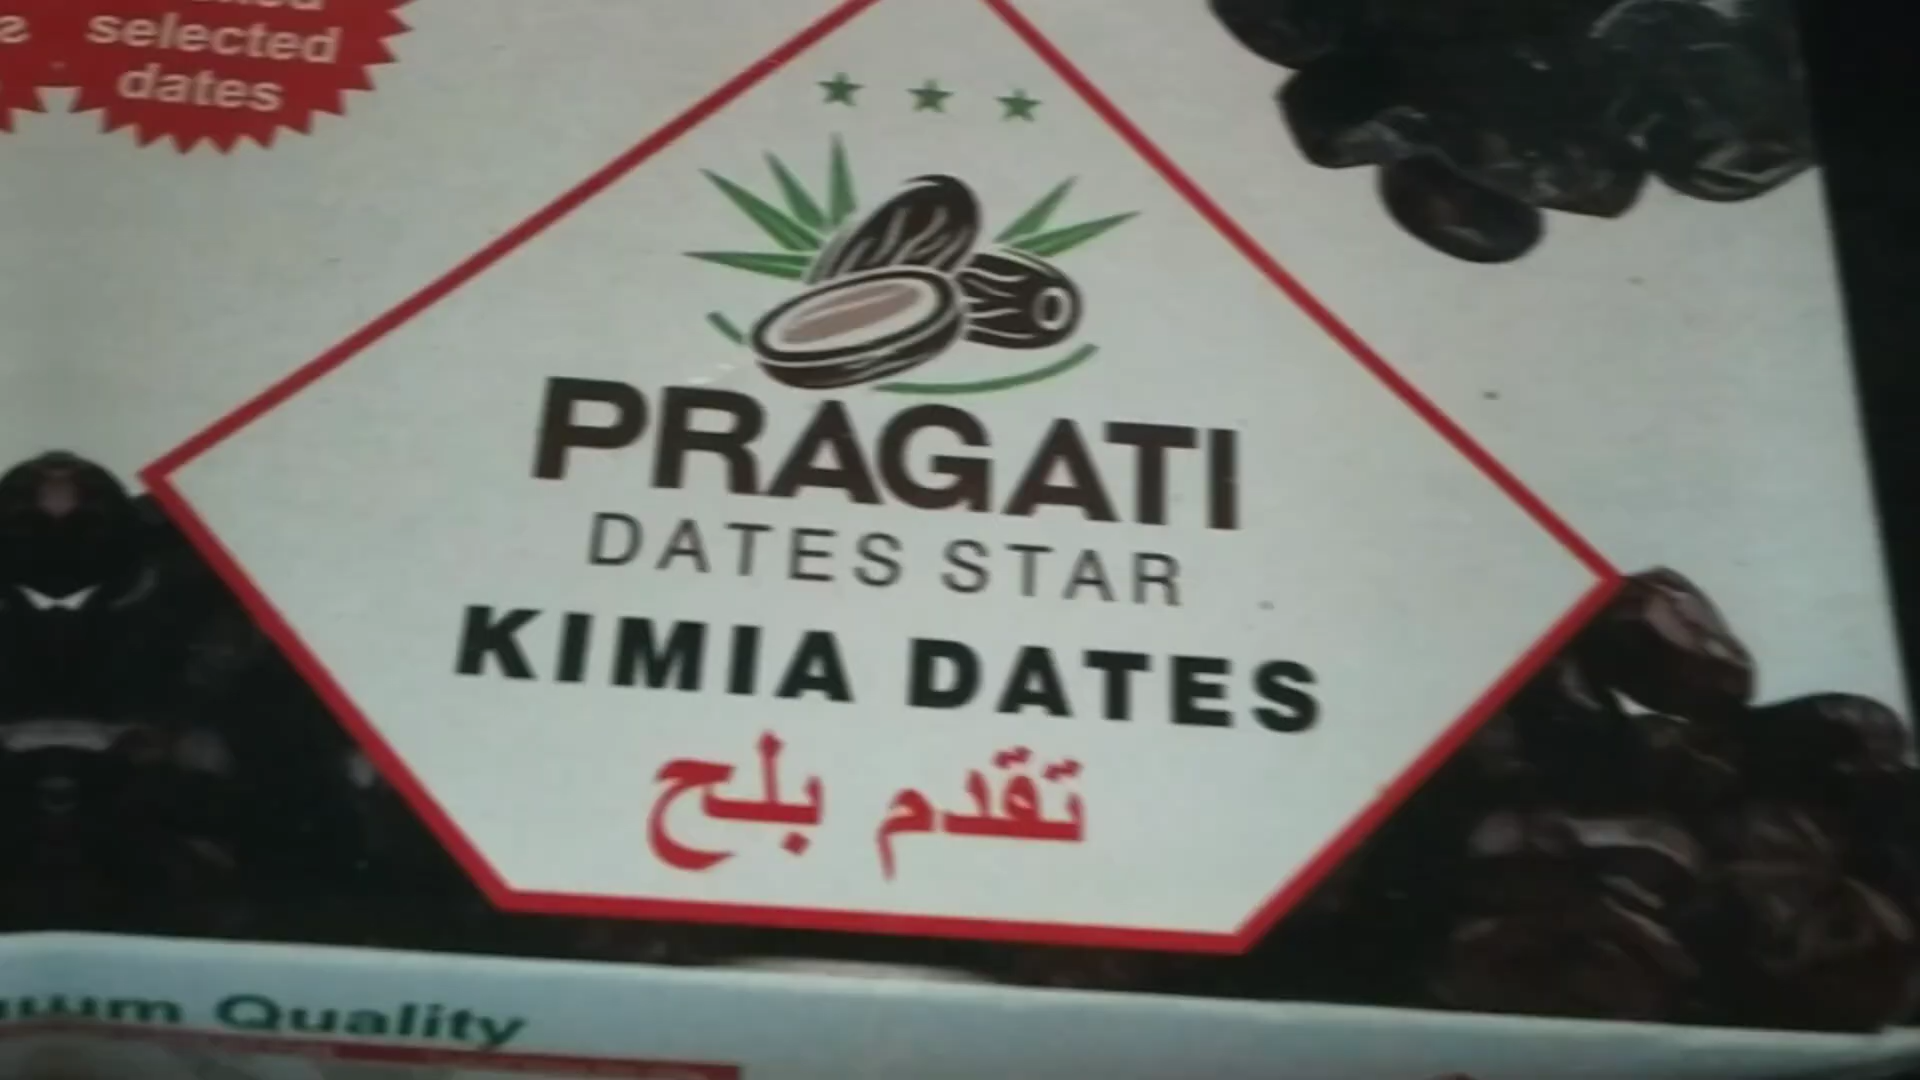 selected
dates
PRAGATI
DATES STAR
KIMIA DATES
تقدم بلح
Quality